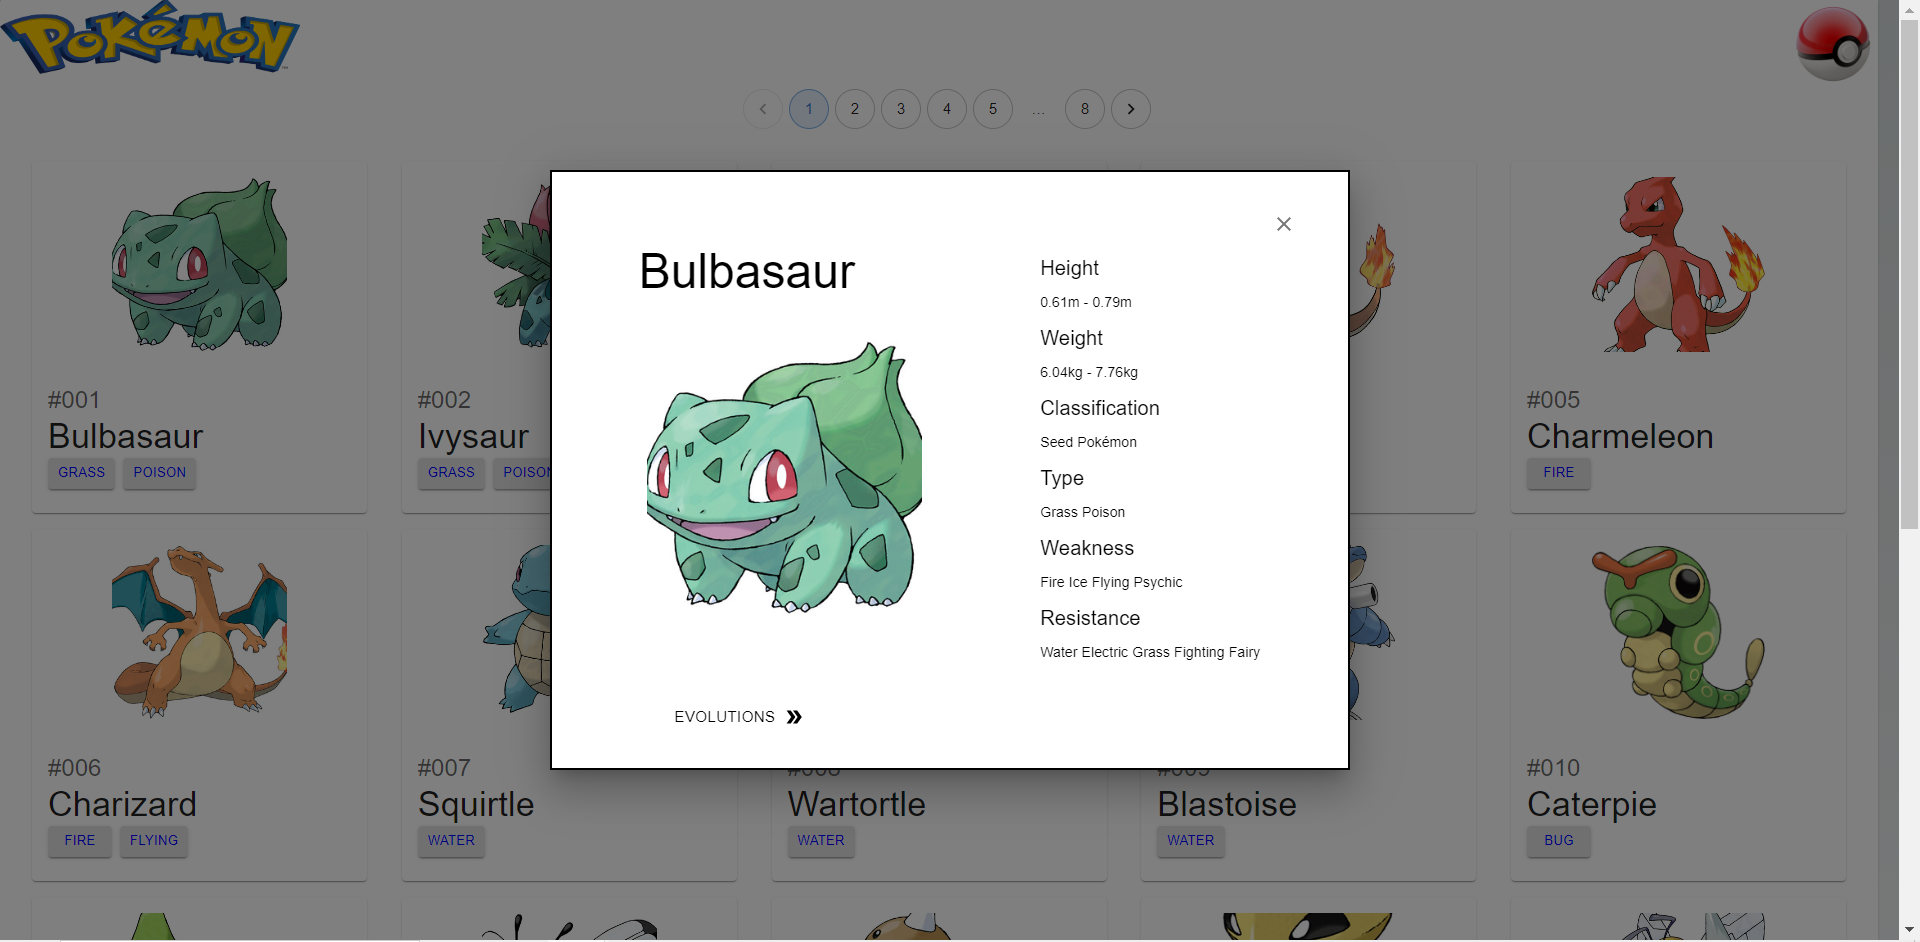 POKéMON
1 2 3 4 5 ... 8
Bulbasaur
Height
0.61m - 0.79m
Weight
6.04kg - 7.76kg
Classification
Seed Pokémon
Type
Grass Poison
Weakness
Fire Ice Flying Psychic
Resistance
Water Electric Grass Fighting Fairy
EVOLUTIONS
#001
Bulbasaur
GRASS POISON
#002
Ivysaur
GRASS POISON
#005
Charmeleon
FIRE
#006
Charizard
FIRE FLYING
#007
Squirtle
WATER
#008
Wartortle
WATER
#009
Blastoise
WATER
#010
Caterpie
BUG